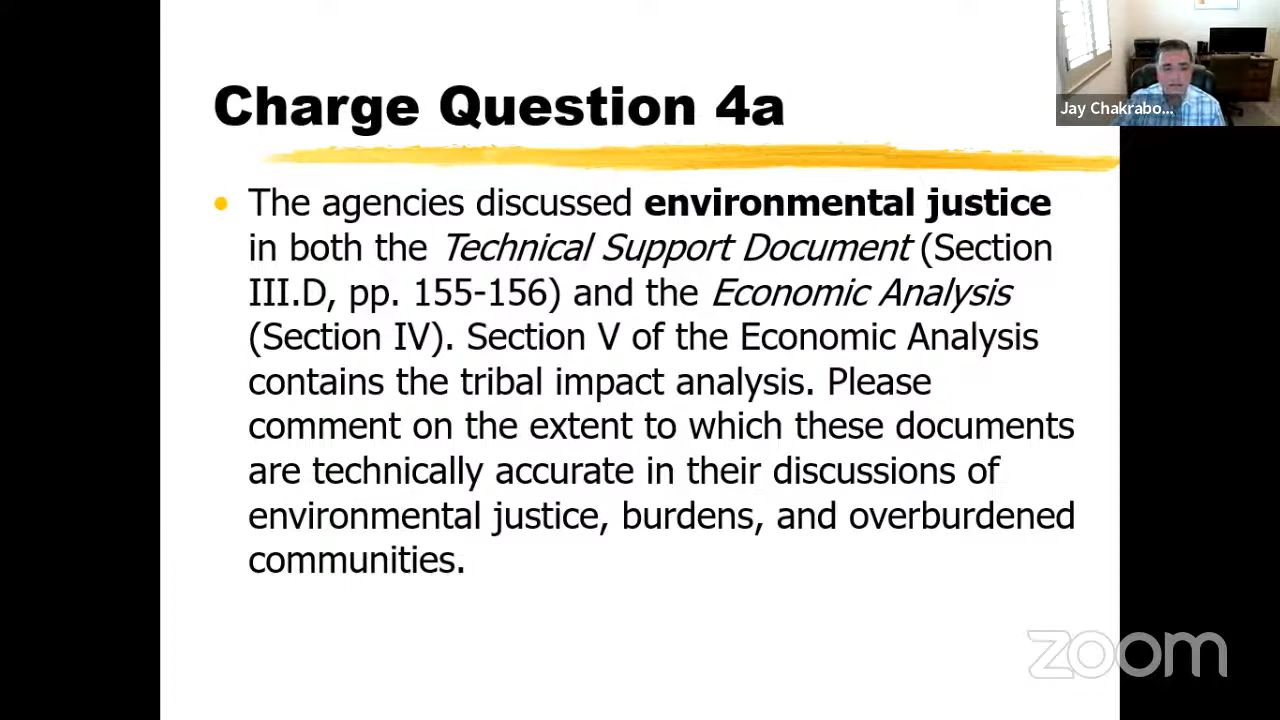 Charge Question 4a
Jay Chakrabo...
• The agencies discussed environmental justice
in both the Technical Support Document (Section
III.D, pp. 155-156) and the Economic Analysis
(Section IV). Section V of the Economic Analysis
contains the tribal impact analysis. Please
comment on the extent to which these documents
are technically accurate in their discussions of
environmental justice, burdens, and overburdened
communities.
zoom